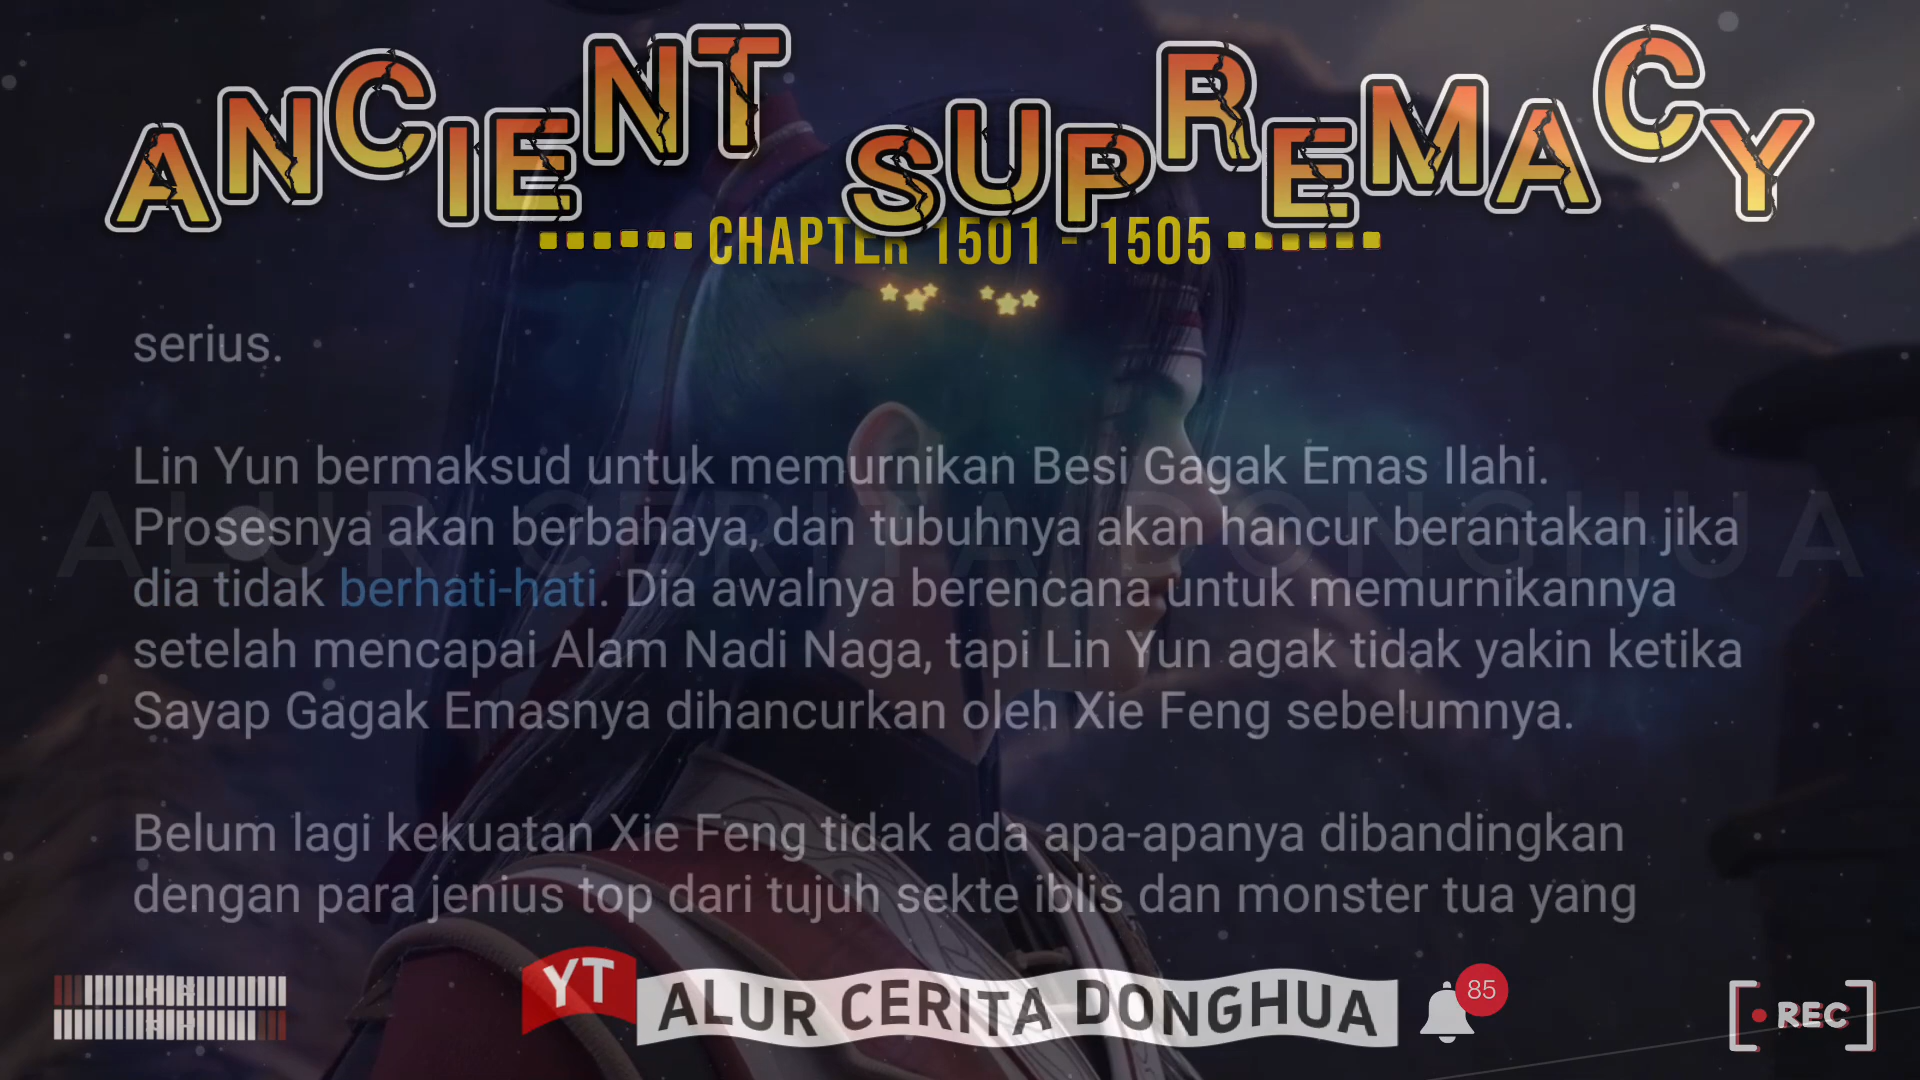 ANCIENT SUPREMACY
CHAPTER 1501 - 1505
serius.
Lin Yun bermaksud untuk memurnikan Besi Gagak Emas Ilahi.
Prosesnya akan berbahaya, dan tubuhnya akan hancur berantakan jika
dia tidak berhati-hati. Dia awalnya berencana untuk memurnikannya
setelah mencapai Alam Nadi Naga, tapi Lin Yun agak tidak yakin ketika
Sayap Gagak Emasnya dihancurkan oleh Xie Feng sebelumnya.
Belum lagi kekuatan Xie Feng tidak ada apa-apanya dibandingkan
dengan para jenius top dari tujuh sekte iblis dan monster tua yang
ALUR CERITA DONGHUA
YT ALUR CERITA DONGHUA
85
REC